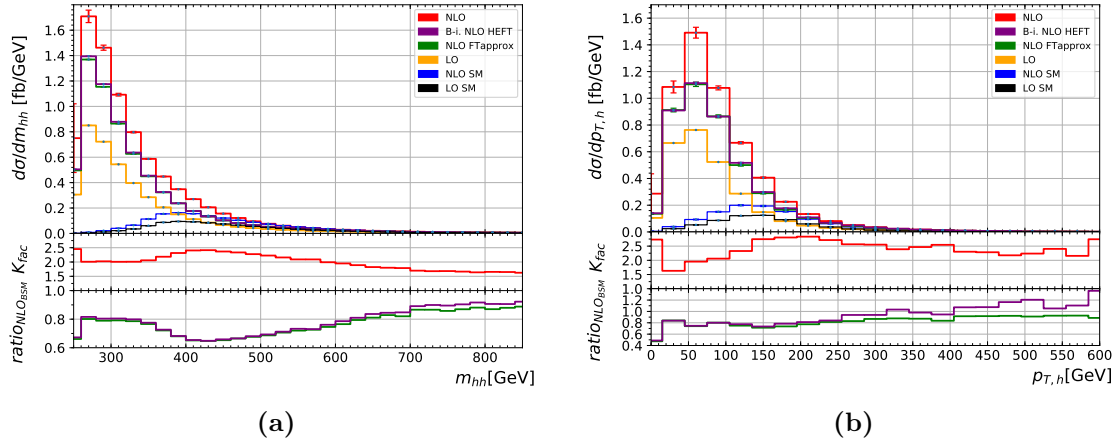 dσ/dm_hh [fb/GeV]
1.6
1.4
1.2
1.0
0.8
0.6
0.4
0.2
0.0
NLO
B-i. NLO HEFT
NLO FTapprox
LO
NLO SM
LO SM
K_fac
2.5
2.0
1.5
1.0
ratio_NLO_BSM
0.8
0.6
300 400 500 600 700 800
m_hh[GeV]
(a)
dσ/dp_T,h [fb/GeV]
1.6
1.4
1.2
1.0
0.8
0.6
0.4
0.2
0.0
NLO
B-i. NLO HEFT
NLO FTapprox
LO
NLO SM
LO SM
K_fac
2.5
2.0
1.5
1.0
ratio_NLO_BSM
1.2
1.0
0.8
0.6
0.4
0 50 100 150 200 250 300 350 400 450 500 550 600
p_T,h[GeV]
(b)